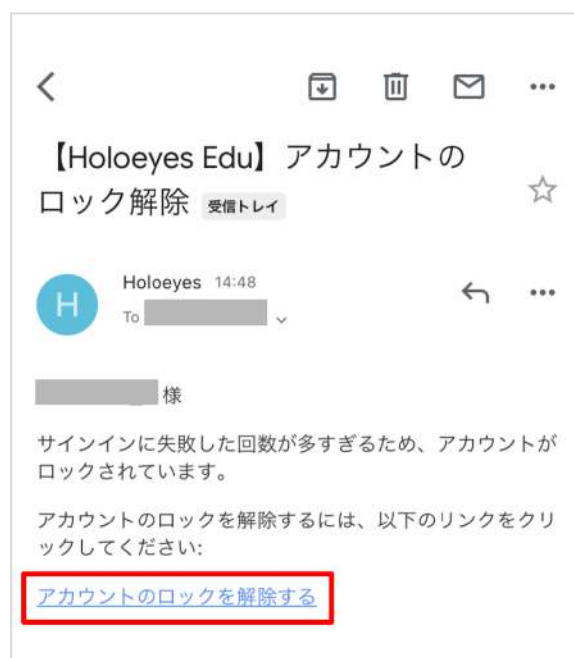 【Holoeyes Edu】アカウントの
ロック解除 受信トレイ
Holoeyes 14:48
To
H
様
サインインに失敗した回数が多すぎるため、アカウントが
ロックされています。
アカウントのロックを解除するには、以下のリンクをクリ
ックしてください:
アカウントのロックを解除する